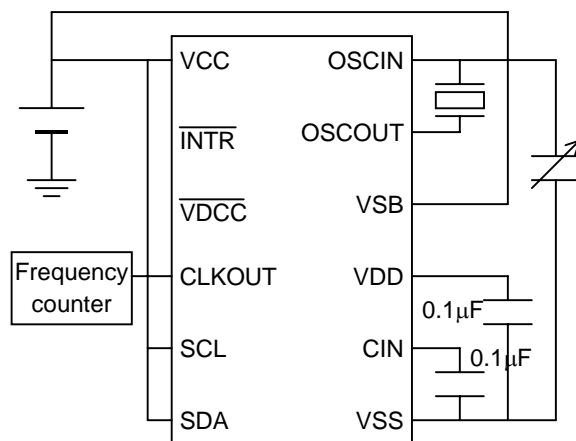 VCC
OSCIN
INTR
OSCOUT
VDCC
VSB
Frequency
counter
CLKOUT
VDD
0.1μF
SCL
CIN
0.1μF
SDA
VSS